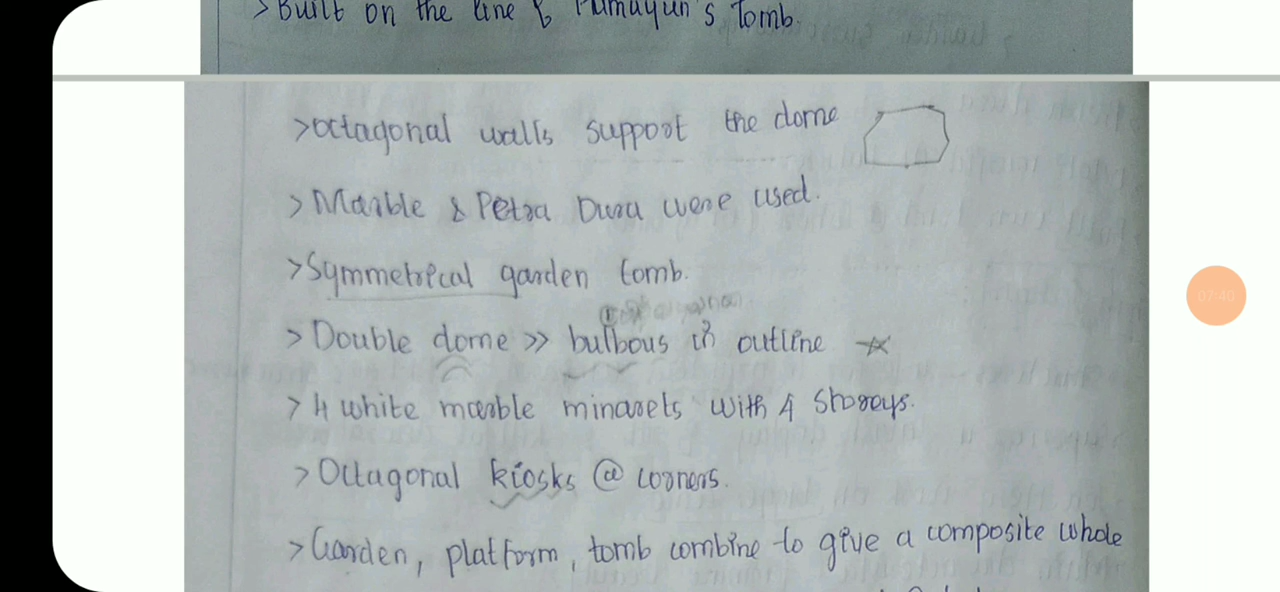 > Built on the line & Humayun's Tomb.
> octagonal walls support the dome
> Marble & Petra Dura were used.
> Symmetrical garden tomb.
> Double dome >> bulbous in outline
> 4 white marble minarets with 4 storeys.
> Octagonal kiosks @ corners.
> Garden, platform, tomb combine to give a composite whole
07:40